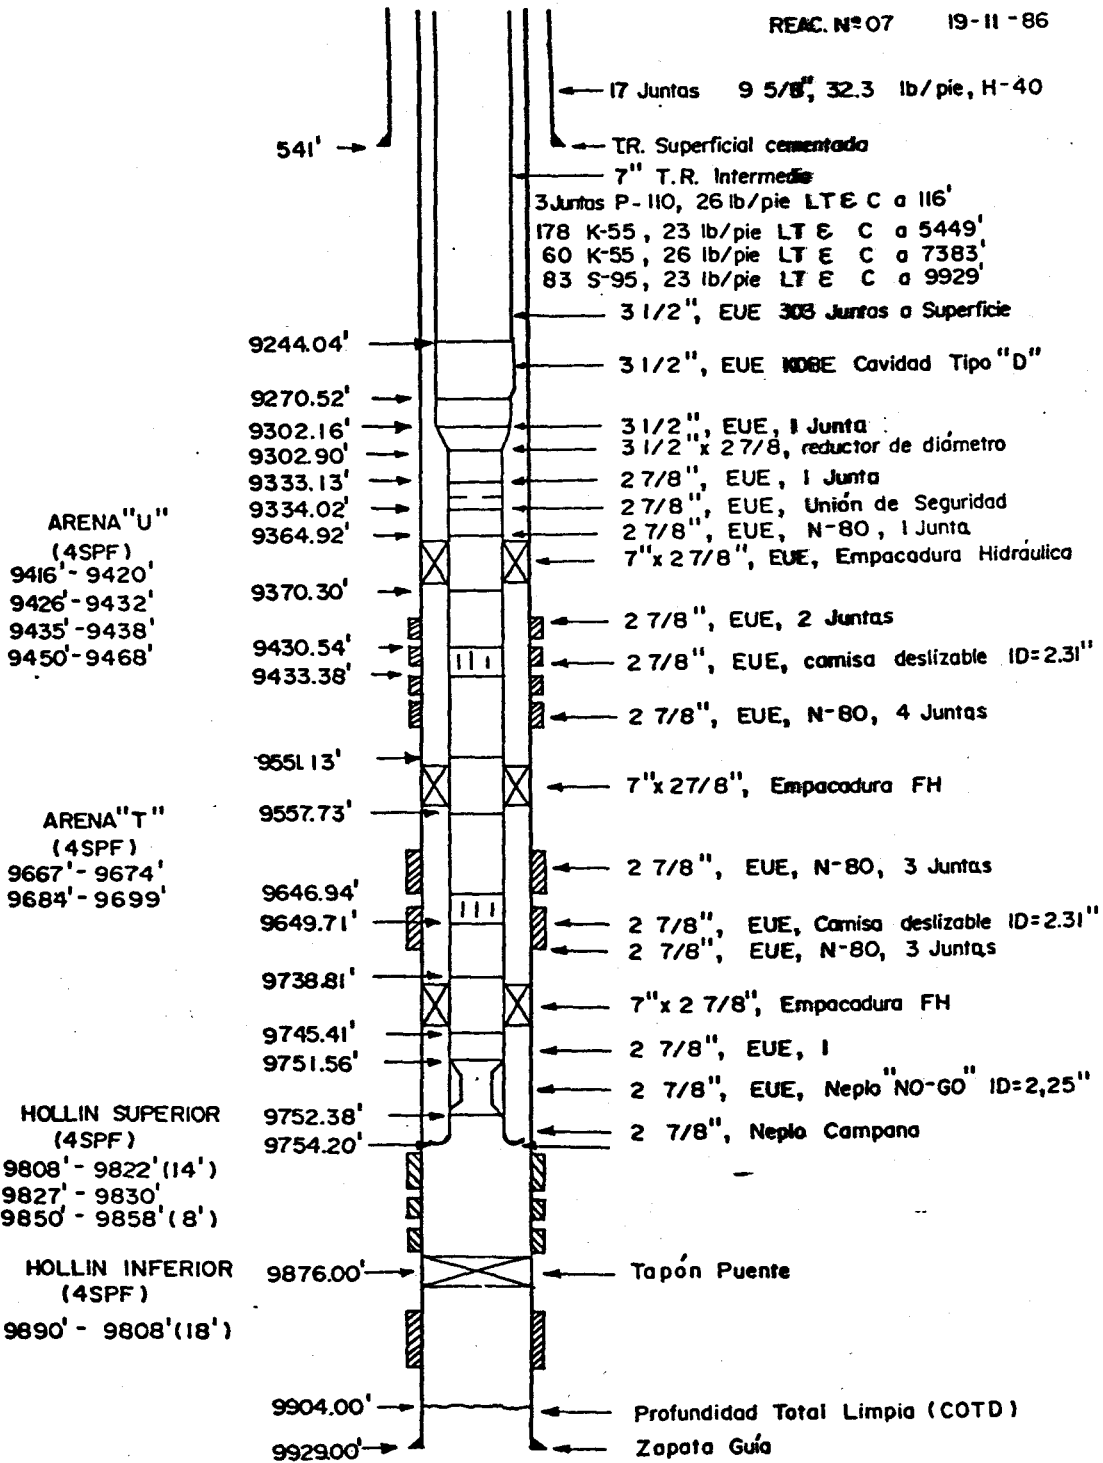 REAC. Nº 07 19-11-86
17 Juntas 9 5/8", 32.3 lb/pie, H-40
541'
T.R. Superficial cementada
7" T.R. Intermedia
3 Juntas P-110, 26 lb/pie LT & C a 116'
178 K-55, 23 lb/pie LT & C a 5449'
60 K-55, 26 lb/pie LT & C a 7383'
83 S-95, 23 lb/pie LT & C a 9929'
3 1/2", EUE 303 Juntas a Superficie
9244.04'
3 1/2", EUE KOBE Cavidad Tipo "D"
9270.52'
9302.16'
3 1/2", EUE, 1 Junta
9302.90'
3 1/2" x 2 7/8, reductor de diámetro
9333.13'
2 7/8", EUE, 1 Junta
9334.02'
2 7/8", EUE, Unión de Seguridad
9364.92'
2 7/8", EUE, N-80, 1 Junta
7" x 2 7/8", EUE, Empacadura Hidráulica
ARENA "U"
(4SPF)
9416' - 9420'
9426' - 9432'
9435' - 9438'
9450' - 9468'
9370.30'
2 7/8", EUE, 2 Juntas
9430.54'
2 7/8", EUE, camisa deslizable ID=2.31"
9433.38'
2 7/8", EUE, N-80, 4 Juntas
9551.13'
7" x 2 7/8", Empacadura FH
9557.73'
ARENA "T"
(4SPF)
9667' - 9674'
9684' - 9699'
2 7/8", EUE, N-80, 3 Juntas
9646.94'
9649.71'
2 7/8", EUE, Camisa deslizable ID=2.31"
2 7/8", EUE, N-80, 3 Juntas
9738.81'
7" x 2 7/8", Empacadura FH
9745.41'
2 7/8", EUE, 1
9751.56'
2 7/8", EUE, Neplo "NO-GO" ID=2,25"
9752.38'
2 7/8", Neplo Campana
9754.20'
HOLLIN SUPERIOR
(4SPF)
9808' - 9822' (14')
9827' - 9830'
9850' - 9858' (8')
HOLLIN INFERIOR
(4SPF)
9890' - 9808' (18')
9876.00'
Tapón Puente
9904.00'
Profundidad Total Limpia (COTD)
9929.00'
Zapata Guía